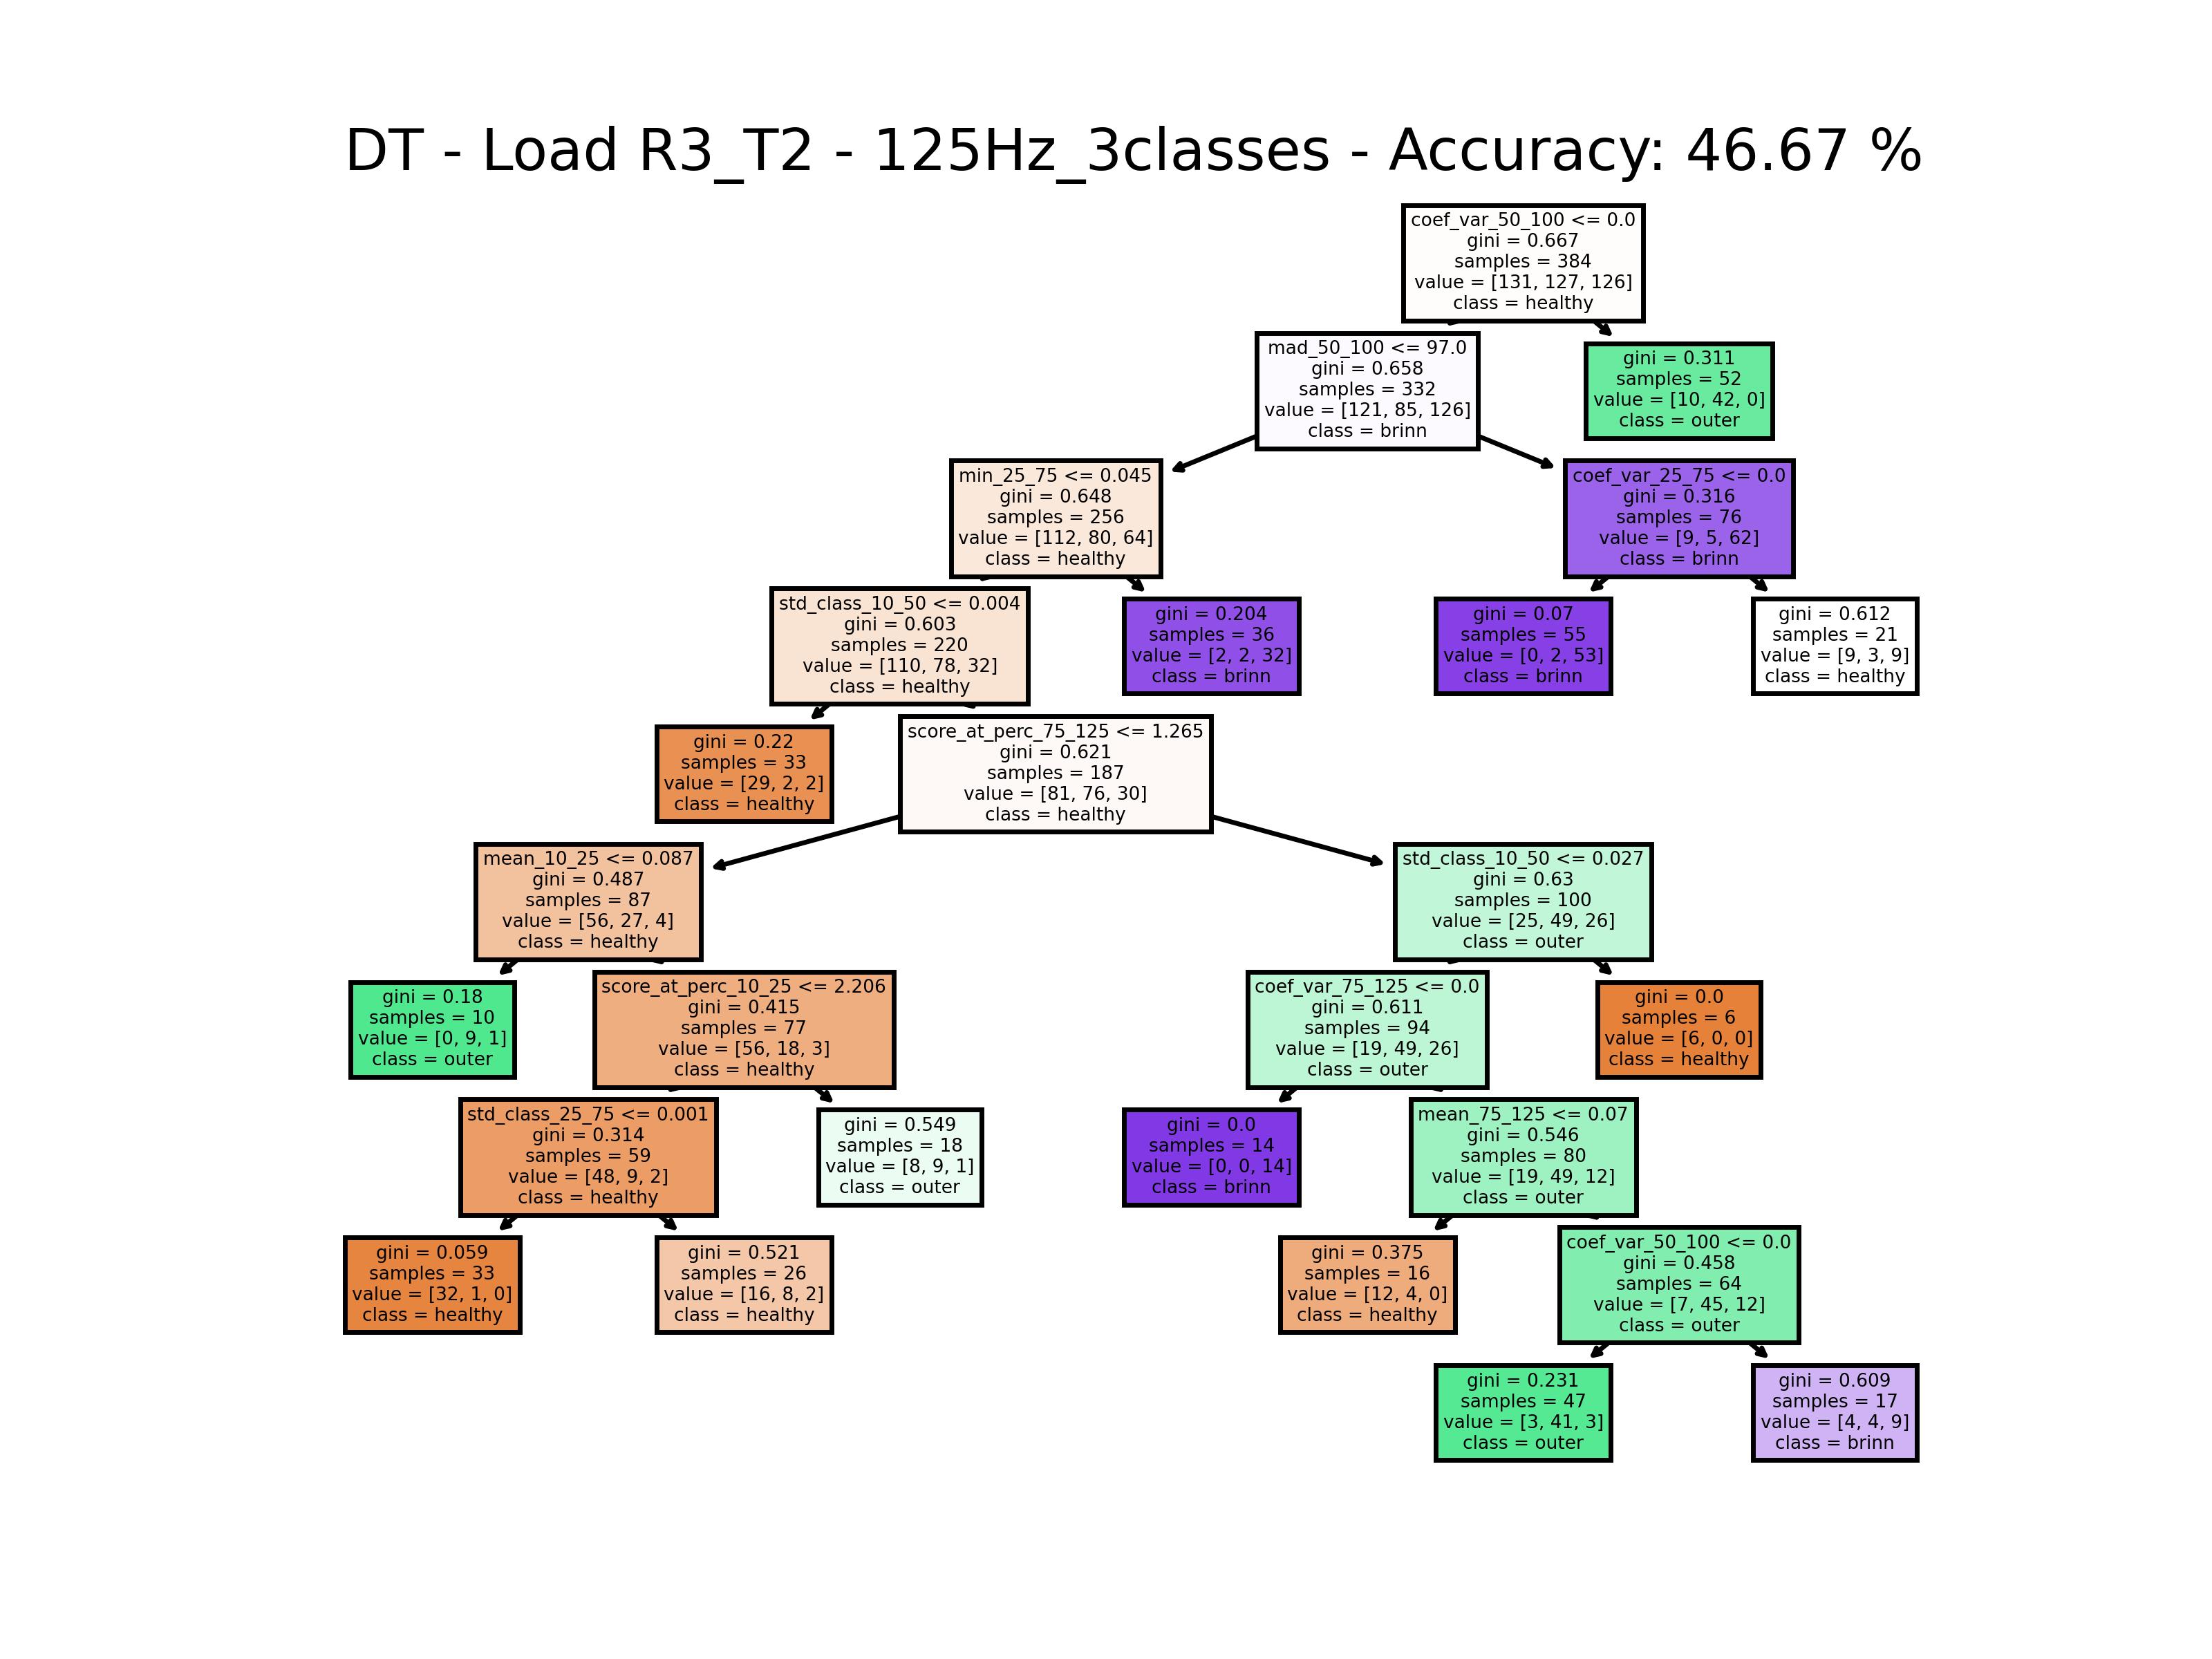 DT - Load R3_T2 - 125Hz_3classes - Accuracy: 46.67 %
coef_var_50_100 <= 0.0
gini = 0.667
samples = 384
value = [131, 127, 126]
class = healthy
mad_50_100 <= 97.0
gini = 0.658
samples = 332
value = [121, 85, 126]
class = brinn
gini = 0.311
samples = 52
value = [10, 42, 0]
class = outer
min_25_75 <= 0.045
gini = 0.648
samples = 256
value = [112, 80, 64]
class = healthy
coef_var_25_75 <= 0.0
gini = 0.316
samples = 76
value = [9, 5, 62]
class = brinn
std_class_10_50 <= 0.004
gini = 0.603
samples = 220
value = [110, 78, 32]
class = healthy
gini = 0.204
samples = 36
value = [2, 2, 32]
class = brinn
gini = 0.07
samples = 55
value = [0, 2, 53]
class = brinn
gini = 0.612
samples = 21
value = [9, 3, 9]
class = healthy
gini = 0.22
samples = 33
value = [29, 2, 2]
class = healthy
score_at_perc_75_125 <= 1.265
gini = 0.621
samples = 187
value = [81, 76, 30]
class = healthy
mean_10_25 <= 0.087
gini = 0.487
samples = 87
value = [56, 27, 4]
class = healthy
std_class_10_50 <= 0.027
gini = 0.63
samples = 100
value = [25, 49, 26]
class = outer
gini = 0.18
samples = 10
value = [0, 9, 1]
class = outer
score_at_perc_10_25 <= 2.206
gini = 0.415
samples = 77
value = [56, 18, 3]
class = healthy
coef_var_75_125 <= 0.0
gini = 0.611
samples = 94
value = [19, 49, 26]
class = outer
gini = 0.0
samples = 6
value = [6, 0, 0]
class = healthy
std_class_25_75 <= 0.001
gini = 0.314
samples = 59
value = [48, 9, 2]
class = healthy
gini = 0.549
samples = 18
value = [8, 9, 1]
class = outer
gini = 0.0
samples = 14
value = [0, 0, 14]
class = brinn
mean_75_125 <= 0.07
gini = 0.546
samples = 80
value = [19, 49, 12]
class = outer
gini = 0.059
samples = 33
value = [32, 1, 0]
class = healthy
gini = 0.521
samples = 26
value = [16, 8, 2]
class = healthy
gini = 0.375
samples = 16
value = [12, 4, 0]
class = healthy
coef_var_50_100 <= 0.0
gini = 0.458
samples = 64
value = [7, 45, 12]
class = outer
gini = 0.231
samples = 47
value = [3, 41, 3]
class = outer
gini = 0.609
samples = 17
value = [4, 4, 9]
class = brinn